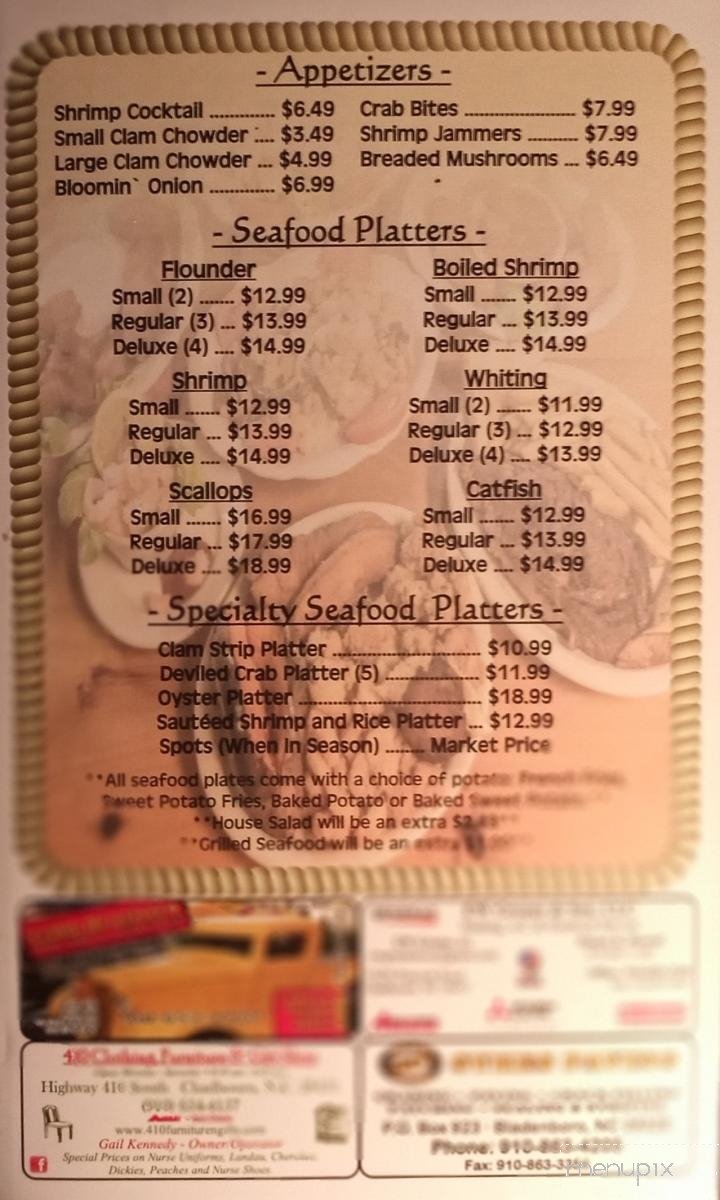 - Appetizers -
Shrimp Cocktail ............. $6.49
Small Clam Chowder .... $3.49
Large Clam Chowder ... $4.99
Bloomin` Onion ............. $6.99
Crab Bites ...................... $7.99
Shrimp Jammers .......... $7.99
Breaded Mushrooms ... $6.49
- Seafood Platters -
Flounder
Small (2) ....... $12.99
Regular (3) ... $13.99
Deluxe (4) .... $14.99
Boiled Shrimp
Small ....... $12.99
Regular ... $13.99
Deluxe .... $14.99
Shrimp
Small ....... $12.99
Regular ... $13.99
Deluxe .... $14.99
Whiting
Small (2) ....... $11.99
Regular (3) ... $12.99
Deluxe (4) .... $13.99
Scallops
Small ....... $16.99
Regular ... $17.99
Deluxe .... $18.99
Catfish
Small ....... $12.99
Regular ... $13.99
Deluxe .... $14.99
- Specialty Seafood Platters -
Clam Strip Platter .............................. $10.99
Deviled Crab Platter (5) ................... $11.99
Oyster Platter ..................................... $18.99
Sautéed Shrimp and Rice Platter ... $12.99
Spots (When In Season) ........ Market Price
**All seafood plates come with a choice of
Sweet Potato Fries, Baked Potato or Baked
**House Salad will be an extra
**Grilled Seafood will be an extra
Highway 410 South
Gail Kennedy - Owner/Operator
Special Prices on Nurse Uniforms, Landau, Cherokee,
Dickies, Peaches and Nurse Shoes
P.O. Box 923
Phone: 910-
Fax: 910-863-
menupix